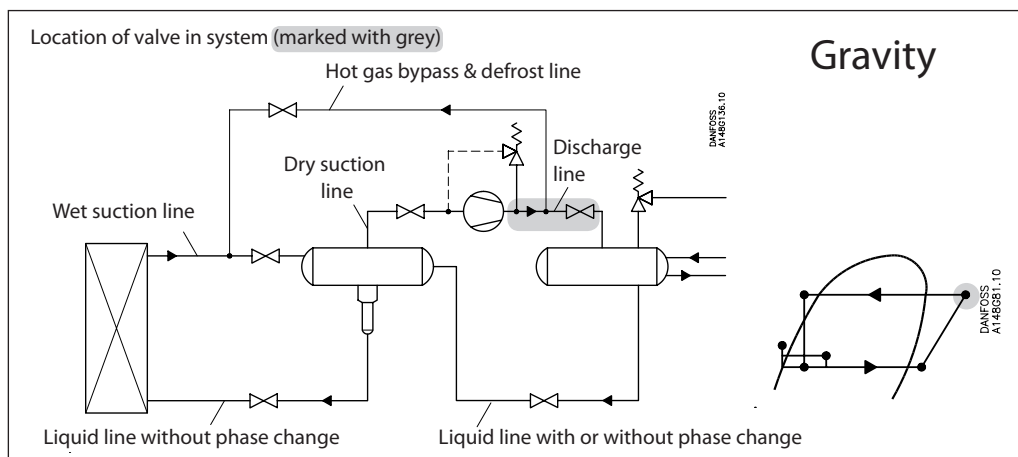 Location of valve in system (marked with grey)
Gravity
Hot gas bypass & defrost line
DANFOSS
A148G136.10
Dry suction
line
Discharge
line
Wet suction line
DANFOSS
A148G81.10
Liquid line without phase change
Liquid line with or without phase change